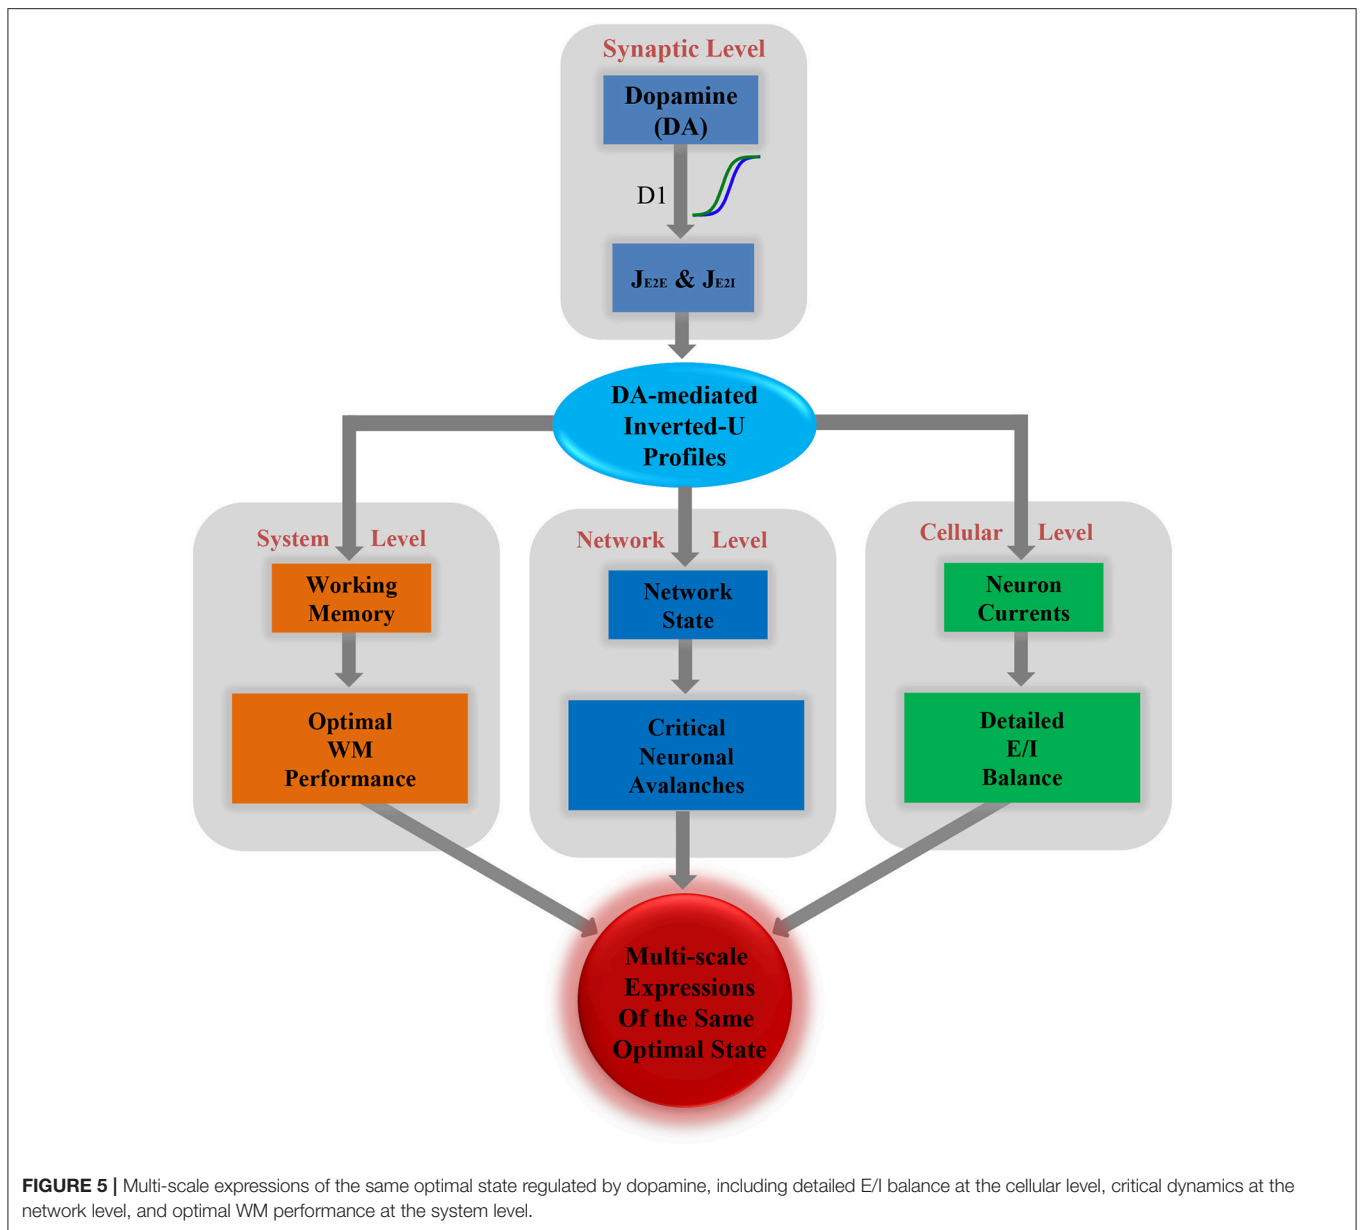 Synaptic Level
Dopamine
(DA)
D1
JE2E & JE2I
DA-mediated
Inverted-U
Profiles
System Level
Working
Memory
Optimal
WM
Performance
Network Level
Network
State
Critical
Neuronal
Avalanches
Cellular Level
Neuron
Currents
Detailed
E/I
Balance
Multi-scale
Expressions
Of the Same
Optimal State
FIGURE 5 | Multi-scale expressions of the same optimal state regulated by dopamine, including detailed E/I balance at the cellular level, critical dynamics at the
network level, and optimal WM performance at the system level.